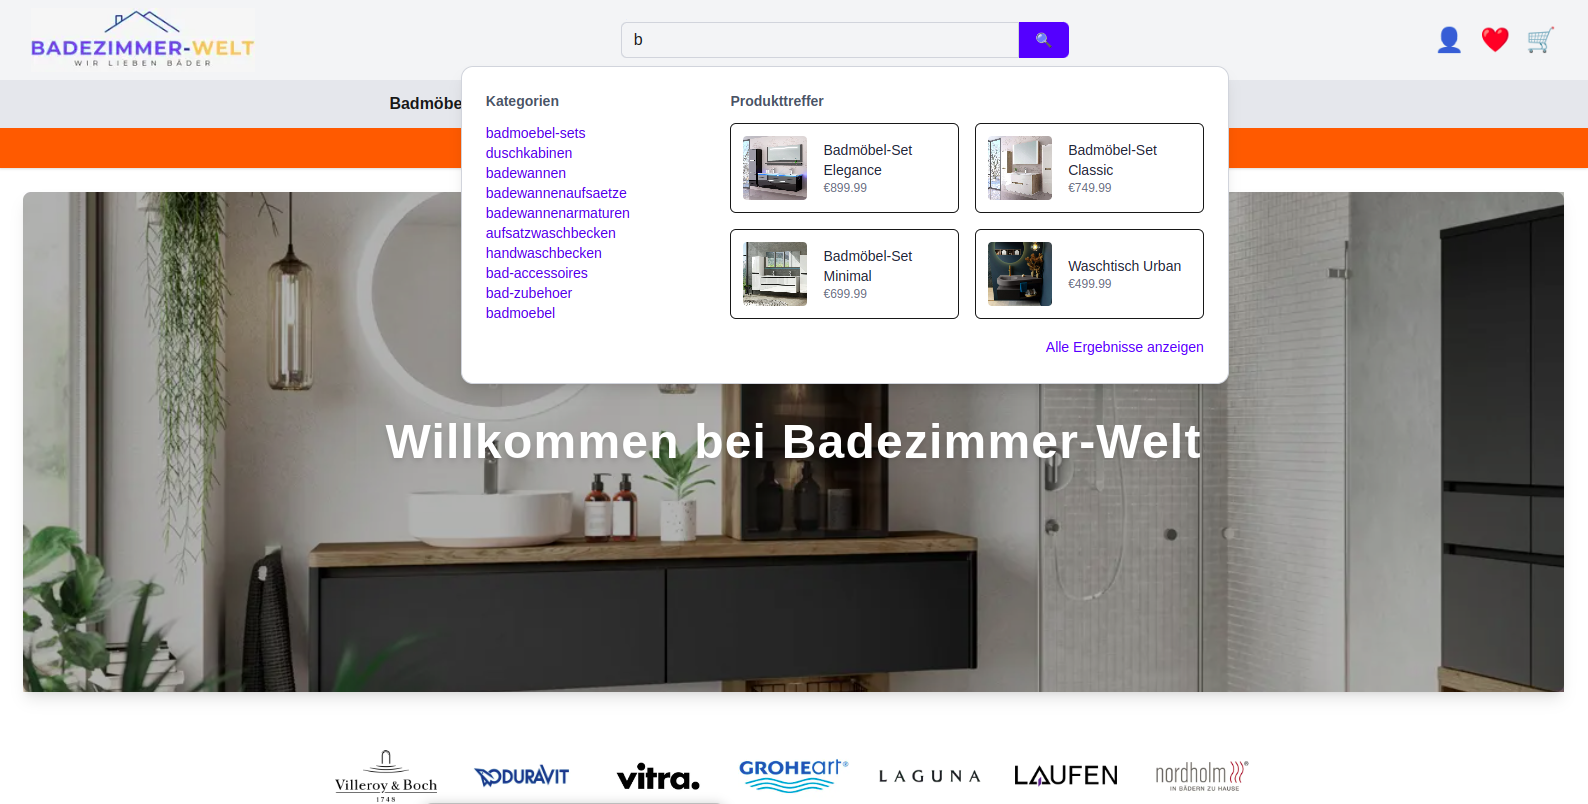 BADEZIMMER-WELT
WIR LIEBEN BÄDER
b
Badmöbe
Kategorien
badmoebel-sets
duschkabinen
badewannen
badewannenaufsaetze
badewannenarmaturen
aufsatzwaschbecken
handwaschbecken
bad-accessoires
bad-zubehoer
badmoebel
Produkttreffer
Badmöbel-Set
Elegance
€899.99
Badmöbel-Set
Classic
€749.99
Badmöbel-Set
Minimal
€699.99
Waschtisch Urban
€499.99
Alle Ergebnisse anzeigen
Willkommen bei Badezimmer-Welt
Villeroy & Boch
1748
DURAVIT
vitra.
GROHEart®
LAGUNA
LAUFEN
nordholm
IN BÄDERN ZU HAUSE